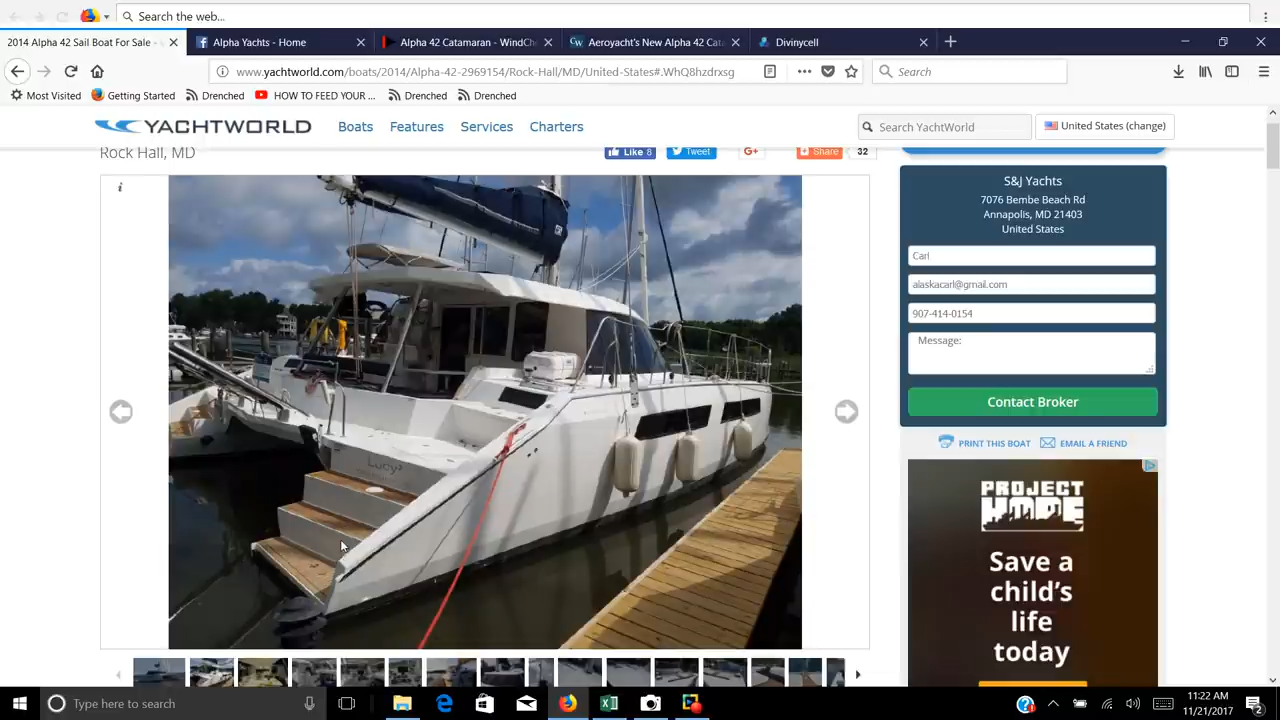 Search the web...
2014 Alpha 42 Sail Boat For Sale -
Alpha Yachts - Home
Alpha 42 Catamaran - WindChe
Aeroyacht's New Alpha 42 Cata
Divinycell
www.yachtworld.com/boats/2014/Alpha-42-2969154/Rock-Hall/MD/United-States#.WhQ8hzdrxsg
Search
Most Visited
Getting Started
Drenched
HOW TO FEED YOUR ...
Drenched
Drenched
YACHTWORLD
Boats
Features
Services
Charters
Search YachtWorld
United States (change)
Rock Hall, MD
Like 8
Tweet
G+
Share
32
i
Lucy
S&J Yachts
7076 Bembe Beach Rd
Annapolis, MD 21403
United States
Carl
alaskacarl@gmail.com
907-414-0154
Message:
Contact Broker
PRINT THIS BOAT
EMAIL A FRIEND
PROJECT
Save a
child's
life
today
Type here to search
11:22 AM
11/21/2017
2